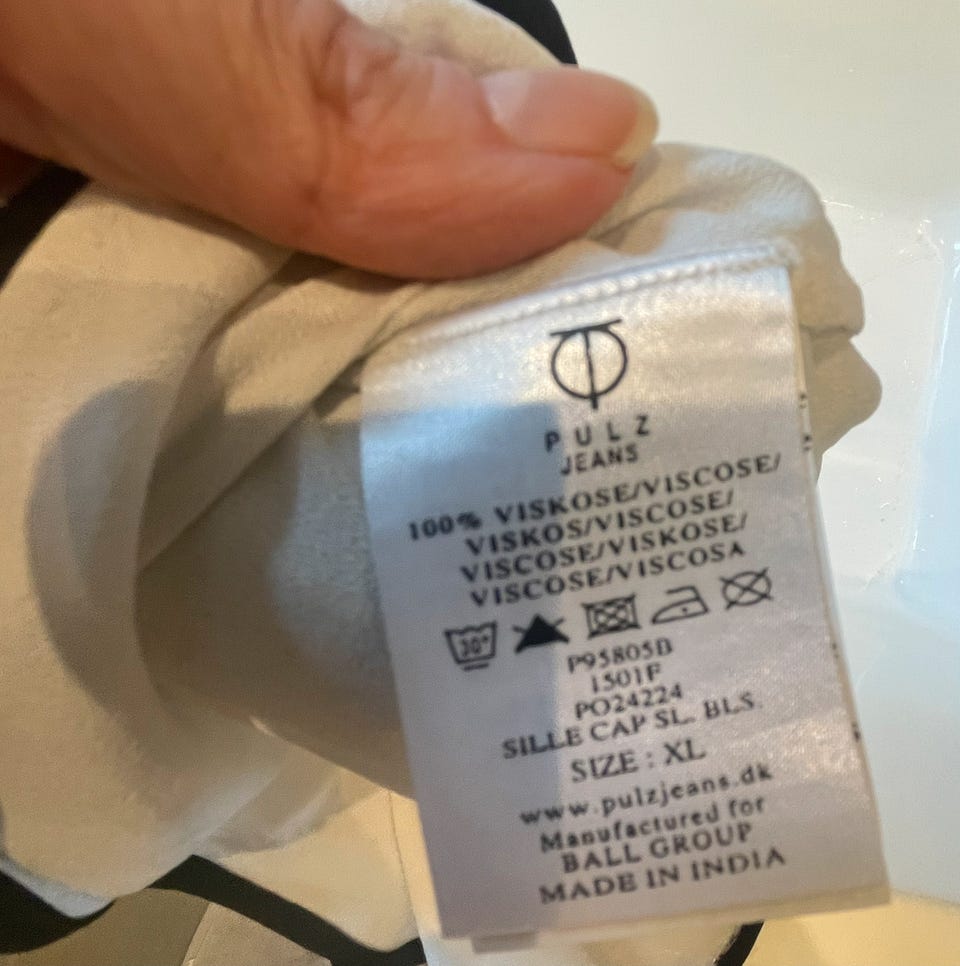 PULZ
JEANS
100% VISKOSE/VISCOSE/
VISKOS/VISCOSE/
VISCOSE/VISKOSE/
VISCOSE/VISCOSA
30°
P95805B
1501F
PO24224
SILLE CAP SL. BLS.
SIZE : XL
www.pulzjeans.dk
Manufactured for
BALL GROUP
MADE IN INDIA